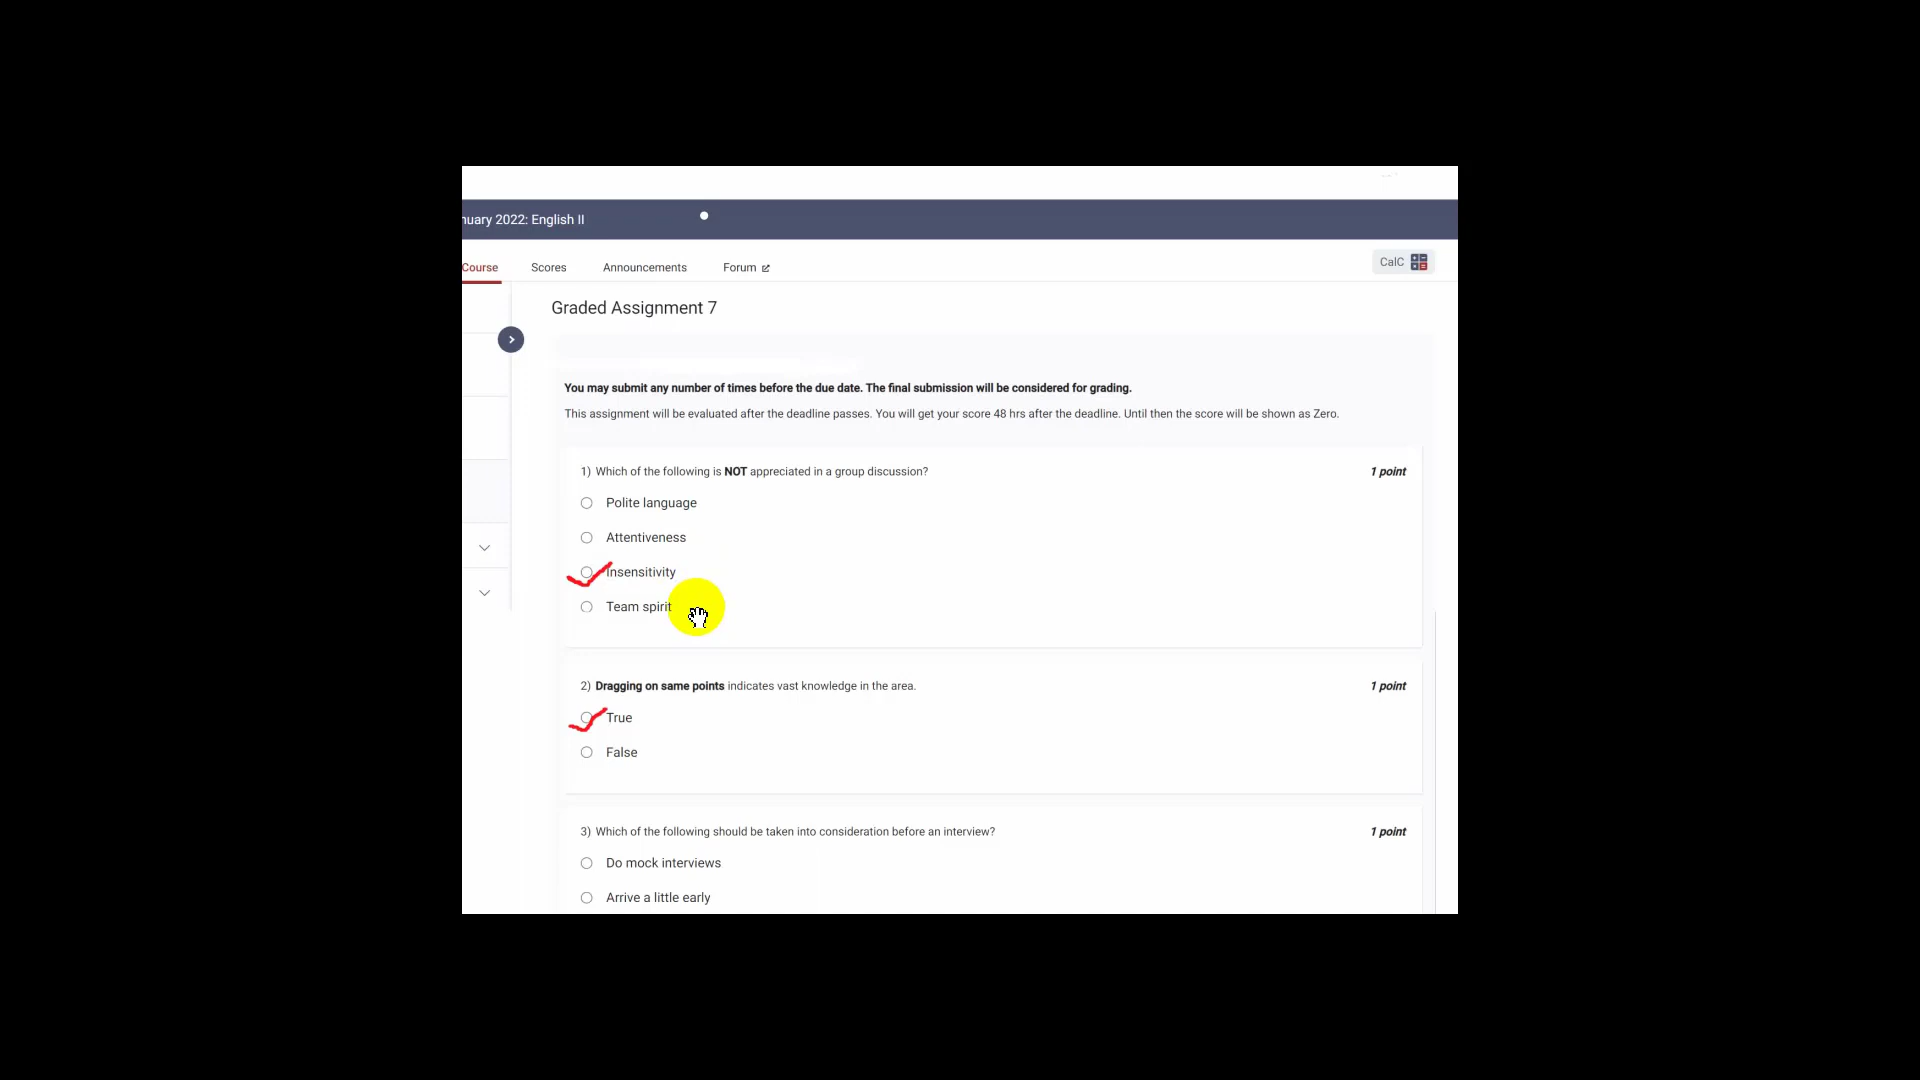 nuary 2022: English II
Course Scores Announcements Forum CalC
Graded Assignment 7
You may submit any number of times before the due date. The final submission will be considered for grading.
This assignment will be evaluated after the deadline passes. You will get your score 48 hrs after the deadline. Until then the score will be shown as Zero.
1) Which of the following is NOT appreciated in a group discussion? 1 point
Polite language
Attentiveness
Insensitivity
Team spirit
2) Dragging on same points indicates vast knowledge in the area. 1 point
True
False
3) Which of the following should be taken into consideration before an interview? 1 point
Do mock interviews
Arrive a little early